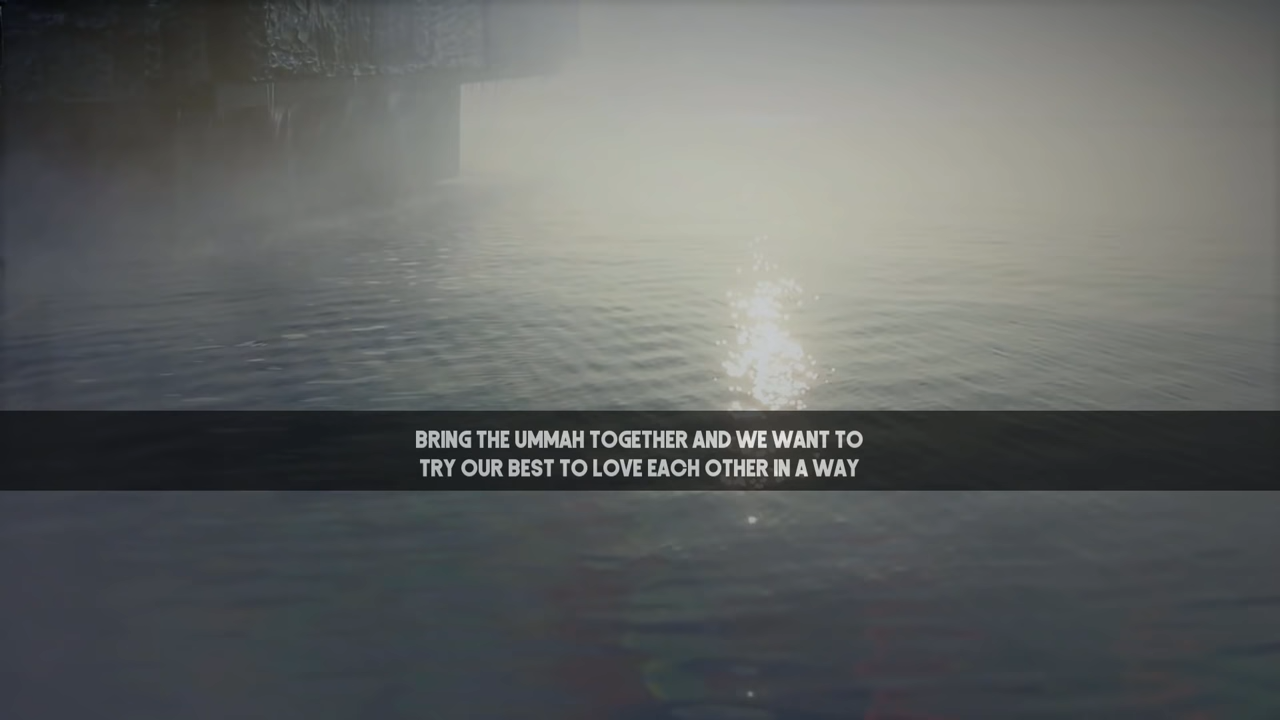 BRING THE UMMAH TOGETHER AND WE WANT TO
TRY OUR BEST TO LOVE EACH OTHER IN A WAY